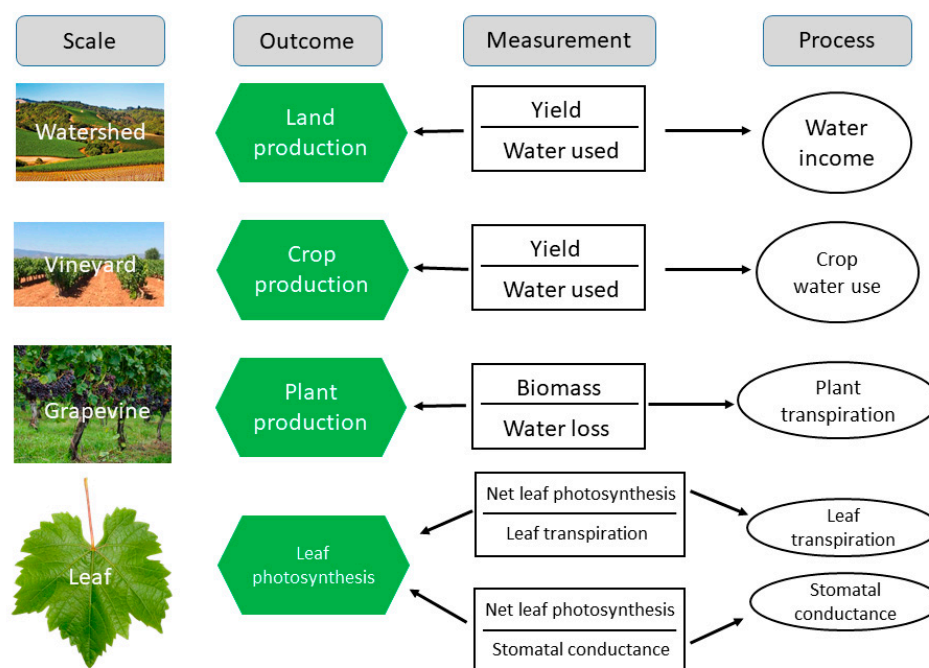 Scale
Outcome
Measurement
Process
Watershed
Land
production
Yield
Water used
Water
income
Vineyard
Crop
production
Yield
Water used
Crop
water use
Grapevine
Plant
production
Biomass
Water loss
Plant
transpiration
Leaf
Leaf
photosynthesis
Net leaf photosynthesis
Leaf transpiration
Leaf
transpiration
Net leaf photosynthesis
Stomatal conductance
Stomatal
conductance